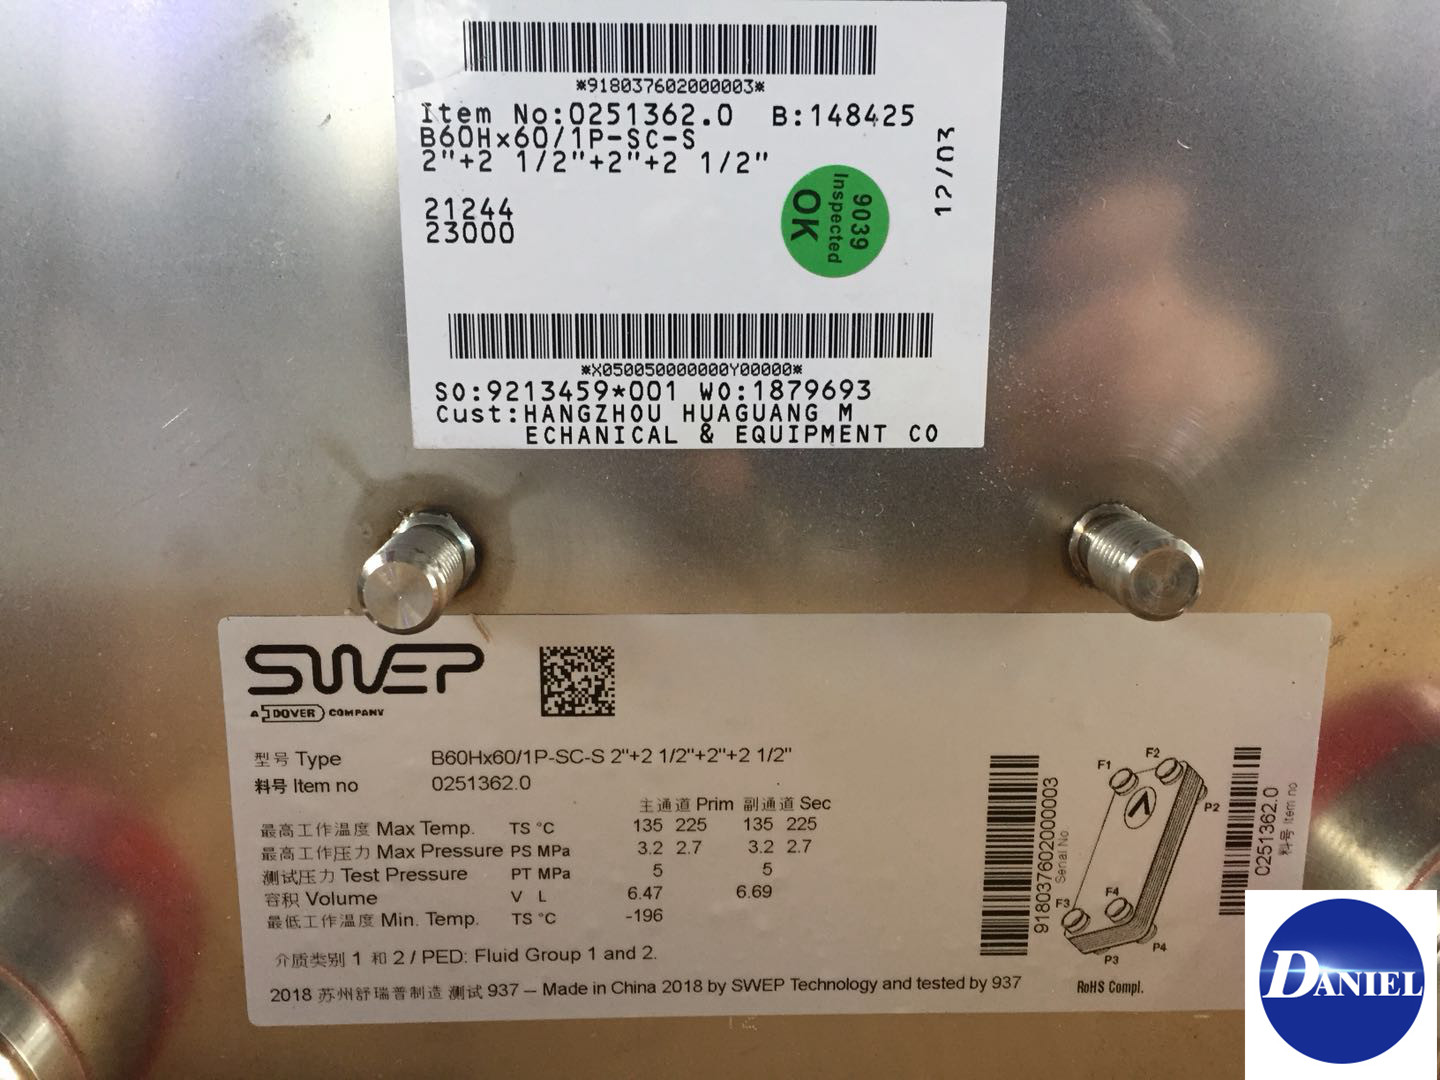 *918037602000003*
Item No:0251362.0 B:148425
B60Hx60/1P-SC-S
2"+2 1/2"+2"+2 1/2"
12/03
21244
23000
9039
Inspected
OK
*X050050000000Y00000*
SO:9213459*001 WO:1879693
Cust:HANGZHOU HUAGUANG M
ECHANICAL & EQUIPMENT CO
SWEP
A DOVER COMPANY
型号 Type B60Hx60/1P-SC-S 2"+2 1/2"+2"+2 1/2"
料号 Item no 0251362.0
主通道 Prim 副通道 Sec
最高工作温度 Max Temp. TS °C 135 225 135 225
最高工作压力 Max Pressure PS MPa 3.2 2.7 3.2 2.7
测试压力 Test Pressure PT MPa 5 5
容积 Volume V L 6.47 6.69
最低工作温度 Min. Temp. TS °C -196
介质类别 1 和 2 / PED: Fluid Group 1 and 2.
2018 苏州舒瑞普制造 测试 937 – Made in China 2018 by SWEP Technology and tested by 937
918037602000003
Serial No.
F1
F2
P2
F3
F4
P3
P4
RoHS Compl.
0251362.0
料号 Item no
DANIEL